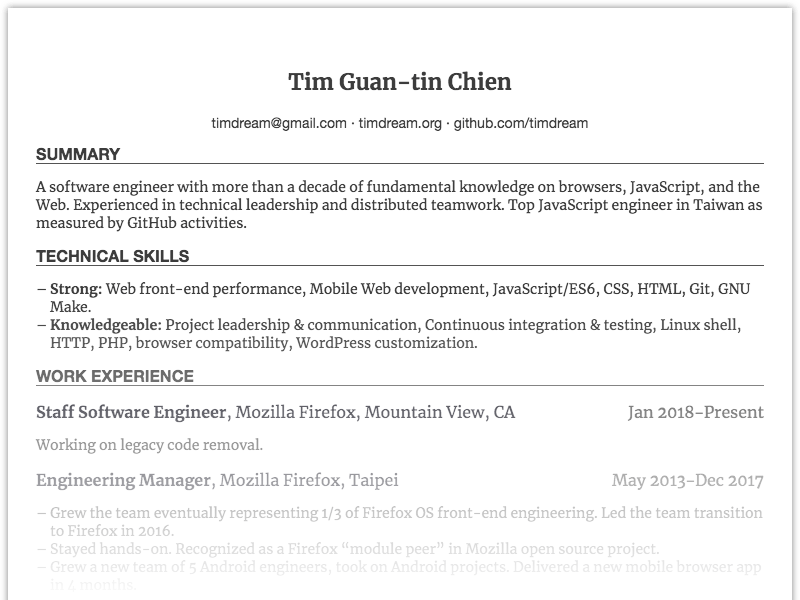 Tim Guan-tin Chien
timdream@gmail.com · timdream.org · github.com/timdream
SUMMARY
A software engineer with more than a decade of fundamental knowledge on browsers, JavaScript, and the
Web. Experienced in technical leadership and distributed teamwork. Top JavaScript engineer in Taiwan as
measured by GitHub activities.
TECHNICAL SKILLS
– Strong: Web front-end performance, Mobile Web development, JavaScript/ES6, CSS, HTML, Git, GNU
Make.
– Knowledgeable: Project leadership & communication, Continuous integration & testing, Linux shell,
HTTP, PHP, browser compatibility, WordPress customization.
WORK EXPERIENCE
Staff Software Engineer, Mozilla Firefox, Mountain View, CA Jan 2018–Present
Working on legacy code removal.
Engineering Manager, Mozilla Firefox, Taipei May 2013–Dec 2017
– Grew the team eventually representing 1/3 of Firefox OS front-end engineering. Led the team transition
to Firefox in 2016.
– Stayed hands-on. Recognized as a Firefox “module peer” in Mozilla open source project.
– Grew a new team of 5 Android engineers, took on Android projects. Delivered a new mobile browser app
in 4 months.